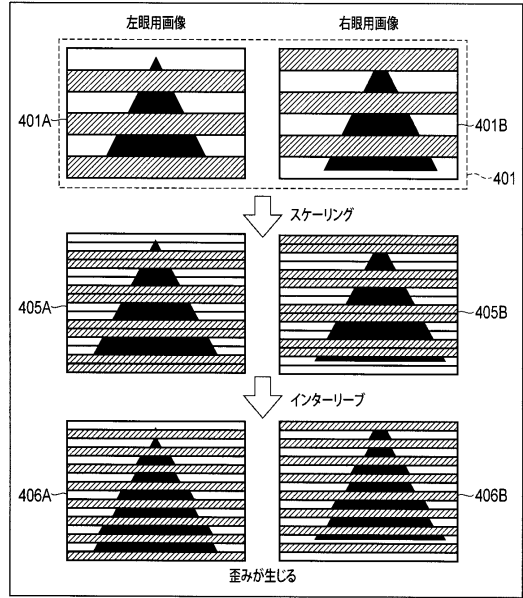 左眼用画像
右眼用画像
401A
401B
401
スケーリング
405A
405B
インターリーブ
406A
406B
歪みが生じる